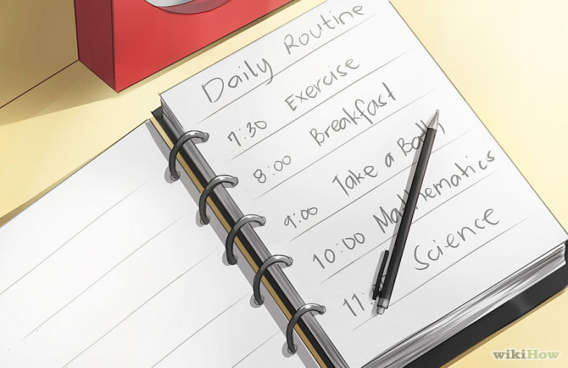 Daily Routine
7:30 Exercise
8:00 Breakfast
9:00 Take a Bath
10:00 Mathematics
11: Science
wikiHow